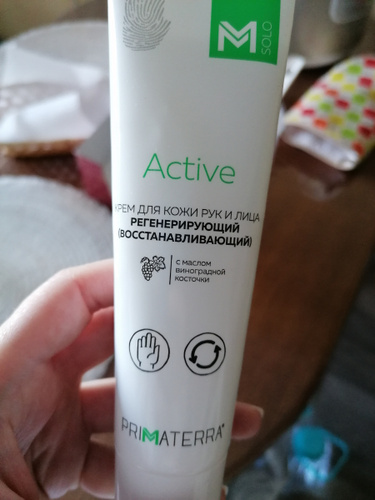 M
SOLO
Active
КРЕМ ДЛЯ КОЖИ РУК И ЛИЦА
РЕГЕНЕРИРУЮЩИЙ
(ВОССТАНАВЛИВАЮЩИЙ)
с маслом
виноградной
косточки
PRIMATERRA®